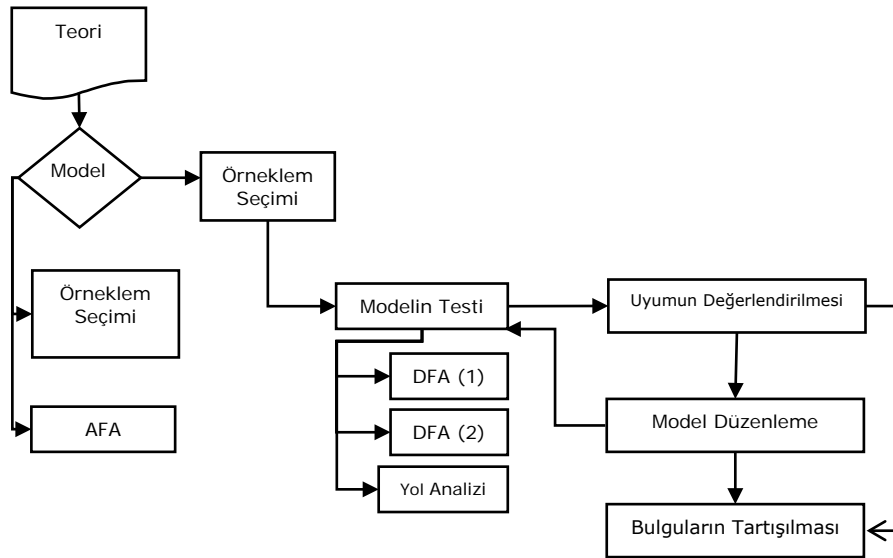 Teori
Model
Örneklem
Seçimi
Örneklem
Seçimi
AFA
Modelin Testi
DFA (1)
DFA (2)
Yol Analizi
Uyumun Değerlendirilmesi
Model Düzenleme
Bulguların Tartışılması